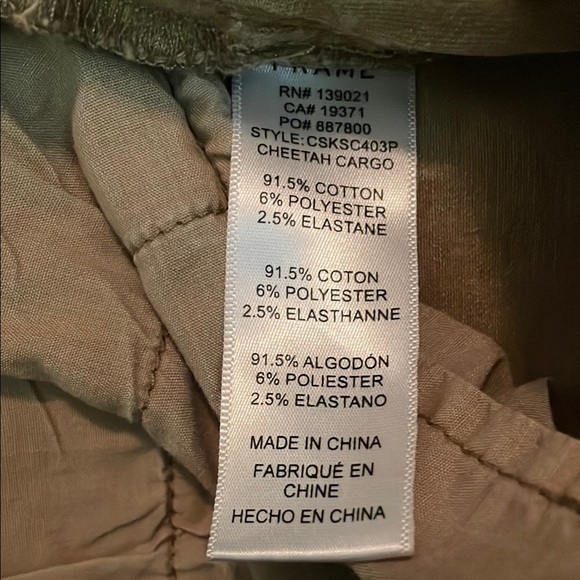 FRAME
RN# 139021
CA# 19371
PO# 887800
STYLE:CSKSC403P
CHEETAH CARGO
91.5% COTTON
6% POLYESTER
2.5% ELASTANE
91.5% COTON
6% POLYESTER
2.5% ELASTHANNE
91.5% ALGODÓN
6% POLIESTER
2.5% ELASTANO
MADE IN CHINA
FABRIQUÉ EN
CHINE
HECHO EN CHINA